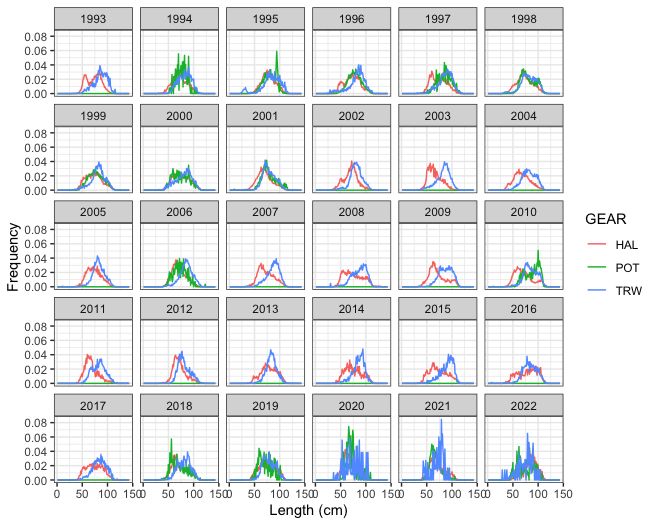 1993 1994 1995 1996 1997 1998
0.08
0.06
0.04
0.02
0.00
1999 2000 2001 2002 2003 2004
0.08
0.06
0.04
0.02
0.00
2005 2006 2007 2008 2009 2010
0.08
0.06
0.04
0.02
0.00
2011 2012 2013 2014 2015 2016
0.08
0.06
0.04
0.02
0.00
2017 2018 2019 2020 2021 2022
0.08
0.06
0.04
0.02
0.00
0 50 100 150 0 50 100 150 0 50 100 150 0 50 100 150 0 50 100 150 0 50 100 150
Length (cm)
Frequency
GEAR
HAL
POT
TRW